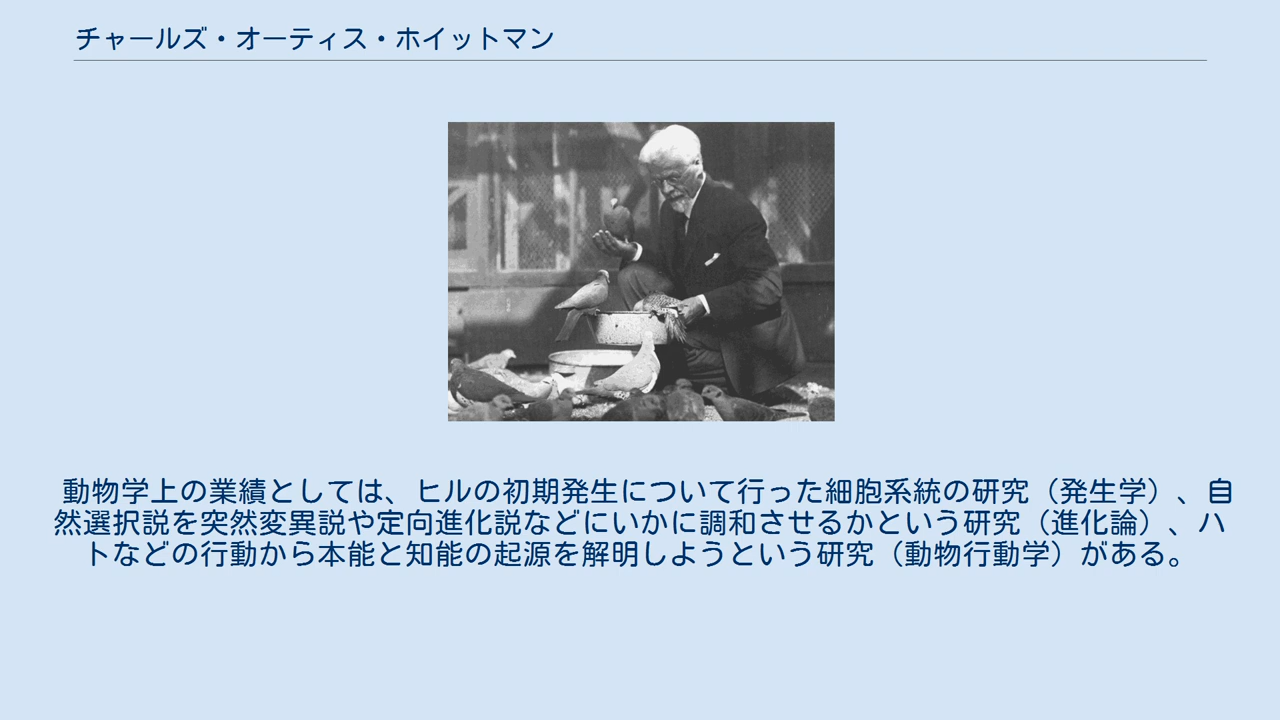 チャールズ・オーティス・ホイットマン
動物学上の業績としては、ヒルの初期発生について行った細胞系統の研究（発生学）、自
然選択説を突然変異説や定向進化説などにいかに調和させるかという研究（進化論）、ハ
トなどの行動から本能と知能の起源を解明しようという研究（動物行動学）がある。